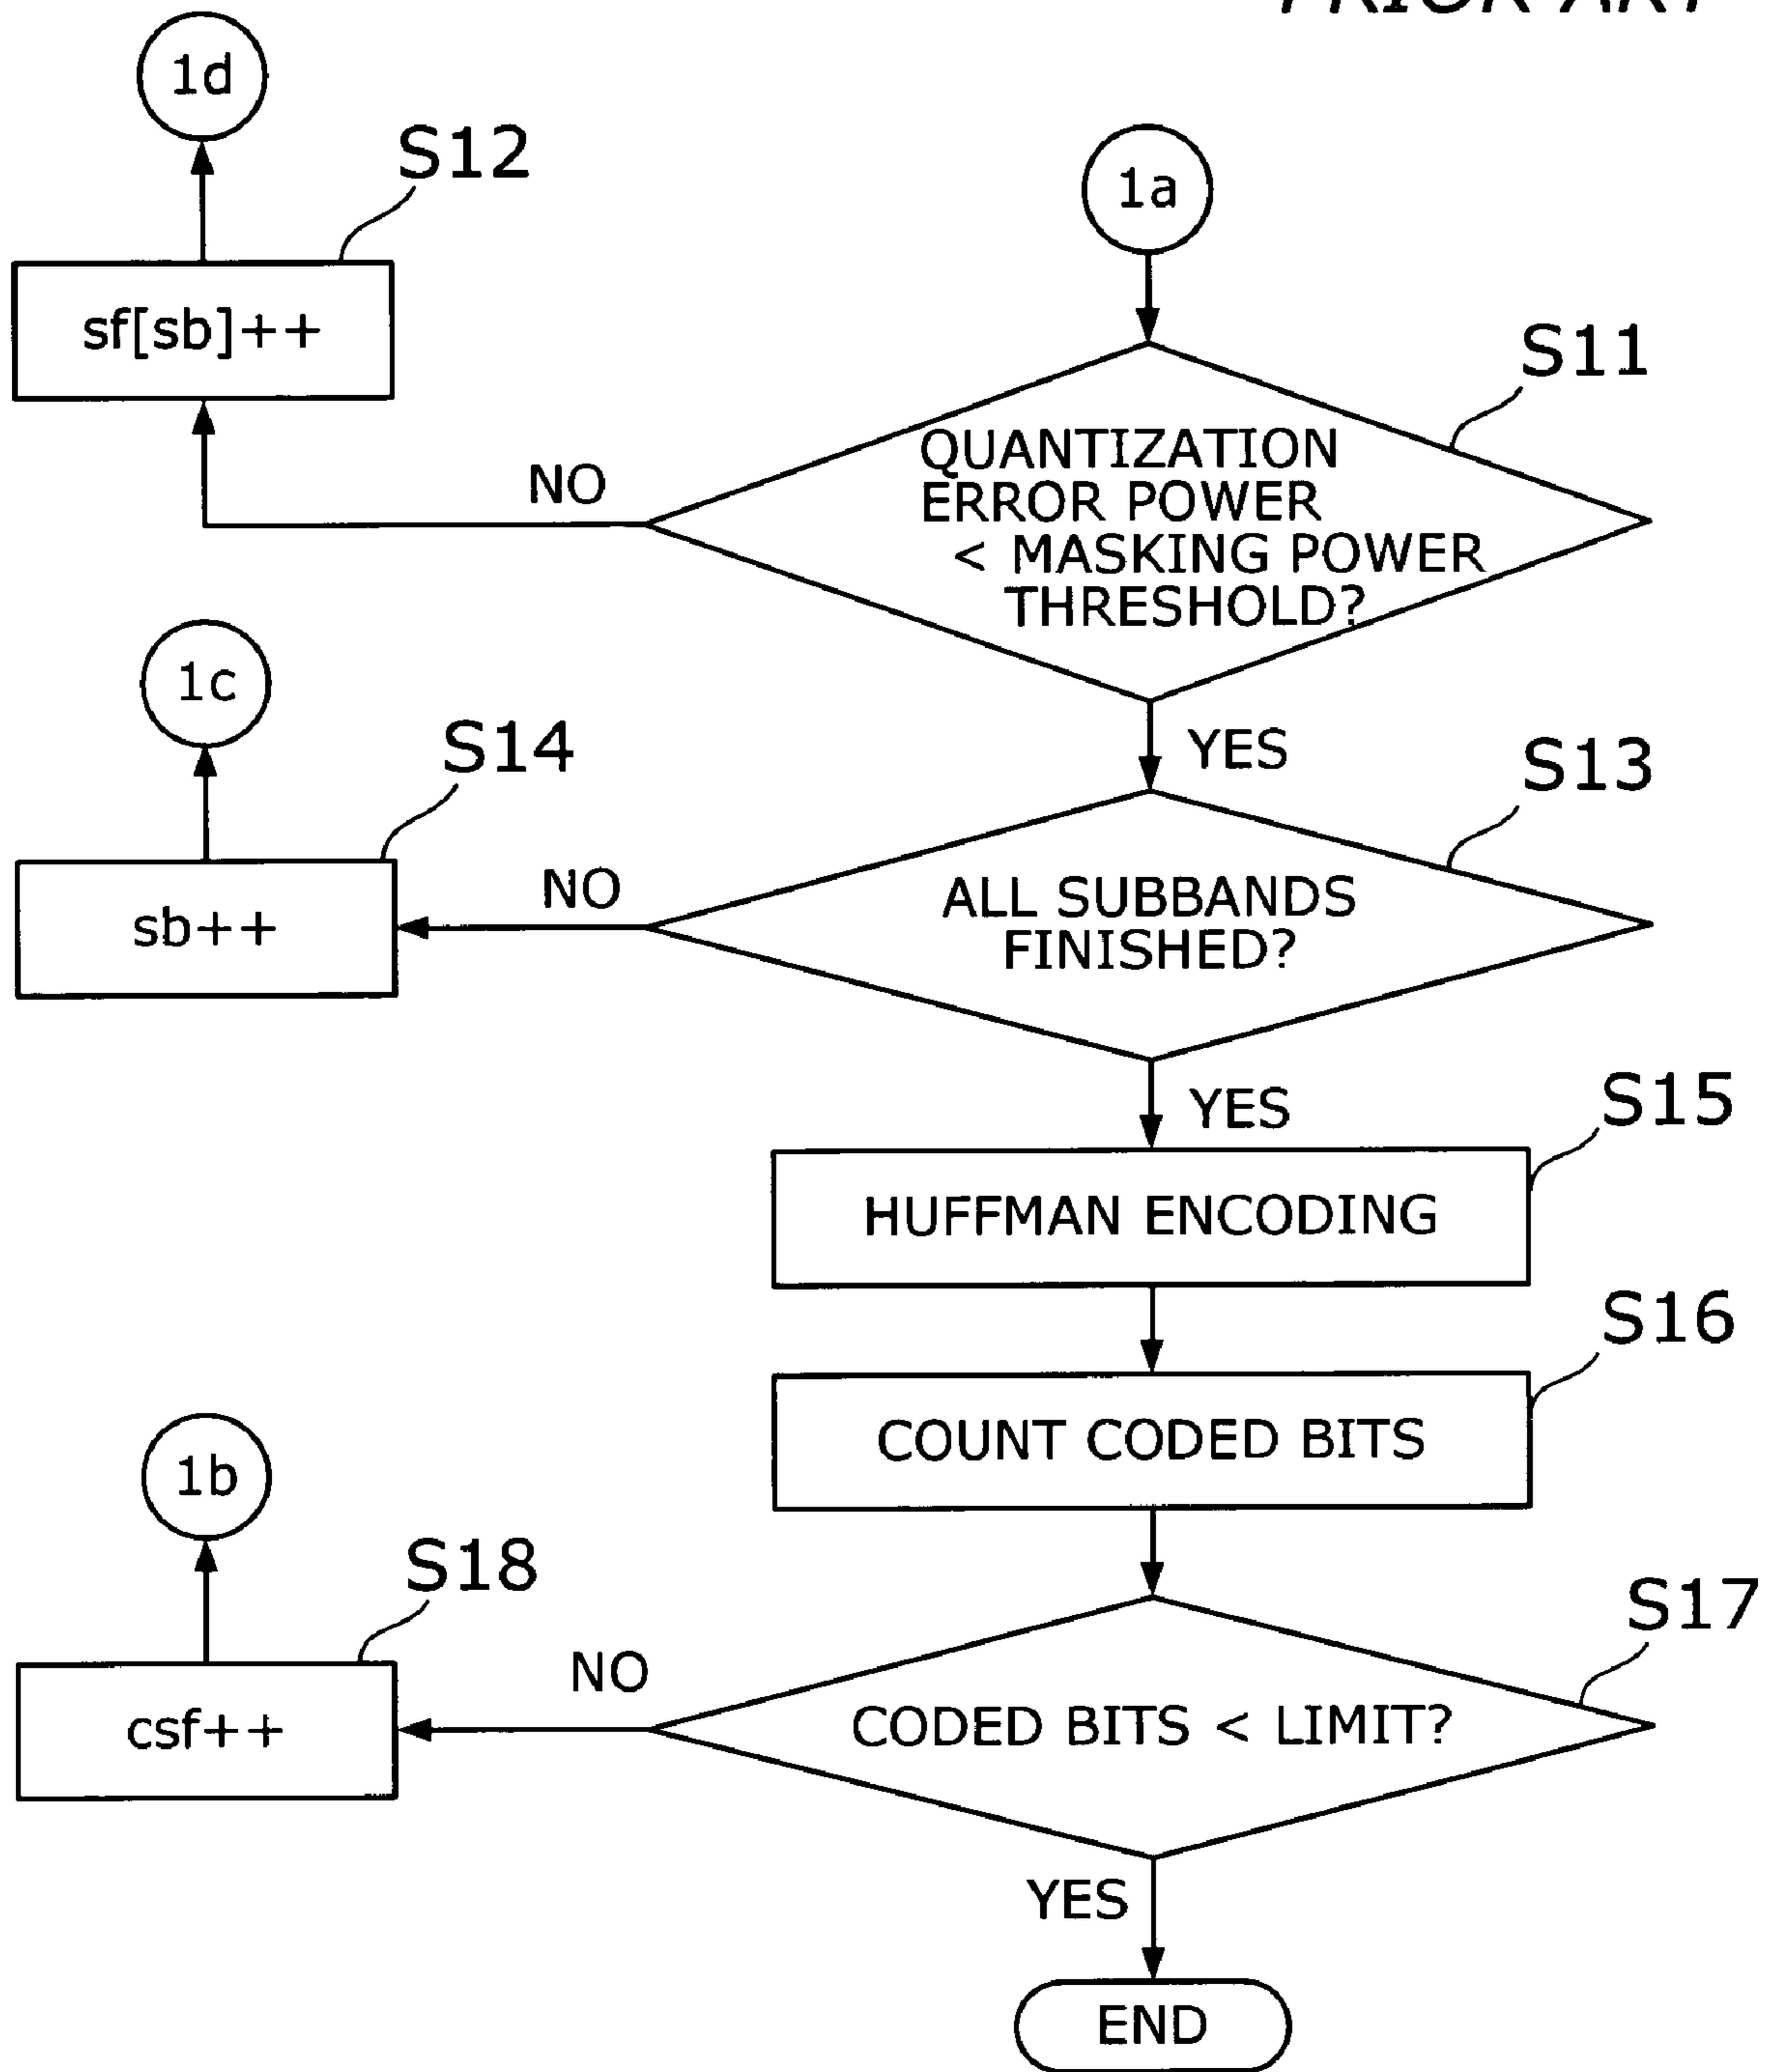 PRIOR ART
1d
S12
1a
sf[sb]++
S11
QUANTIZATION
ERROR POWER
< MASKING POWER
THRESHOLD?
NO
YES
1c
S14
S13
sb++
NO
ALL SUBBANDS
FINISHED?
YES
S15
HUFFMAN ENCODING
S16
COUNT CODED BITS
1b
S18
S17
csf++
NO
CODED BITS < LIMIT?
YES
END